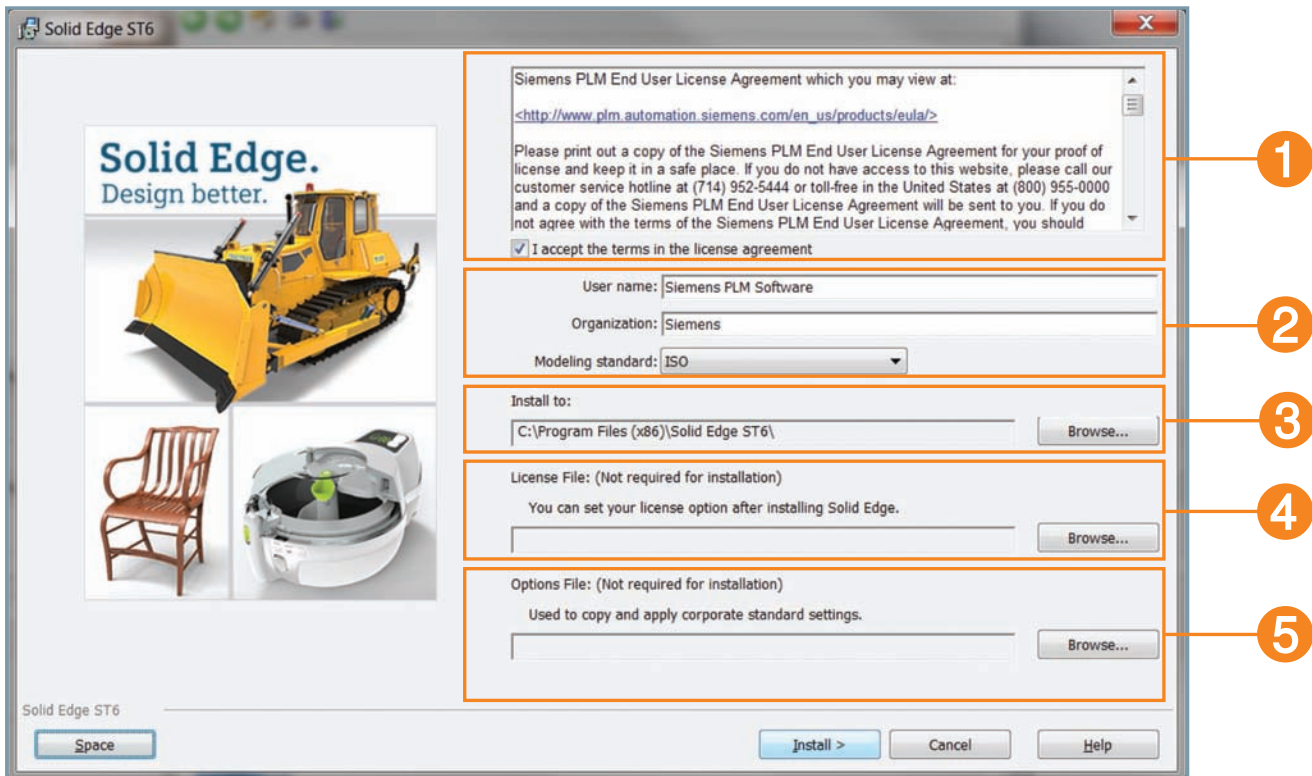 Solid Edge ST6
X
Solid Edge.
Design better.
Siemens PLM End User License Agreement which you may view at:
<http://www.plm.automation.siemens.com/en_us/products/eula/>
Please print out a copy of the Siemens PLM End User License Agreement for your proof of
license and keep it in a safe place. If you do not have access to this website, please call our
customer service hotline at (714) 952-5444 or toll-free in the United States at (800) 955-0000
and a copy of the Siemens PLM End User License Agreement will be sent to you. If you do
not agree with the terms of the Siemens PLM End User License Agreement, you should
I accept the terms in the license agreement
1
User name: Siemens PLM Software
Organization: Siemens
Modeling standard: ISO
2
Install to:
C:\Program Files (x86)\Solid Edge ST6\
Browse...
3
License File: (Not required for installation)
You can set your license option after installing Solid Edge.
Browse...
4
Options File: (Not required for installation)
Used to copy and apply corporate standard settings.
Browse...
5
Solid Edge ST6
Space
Install >
Cancel
Help